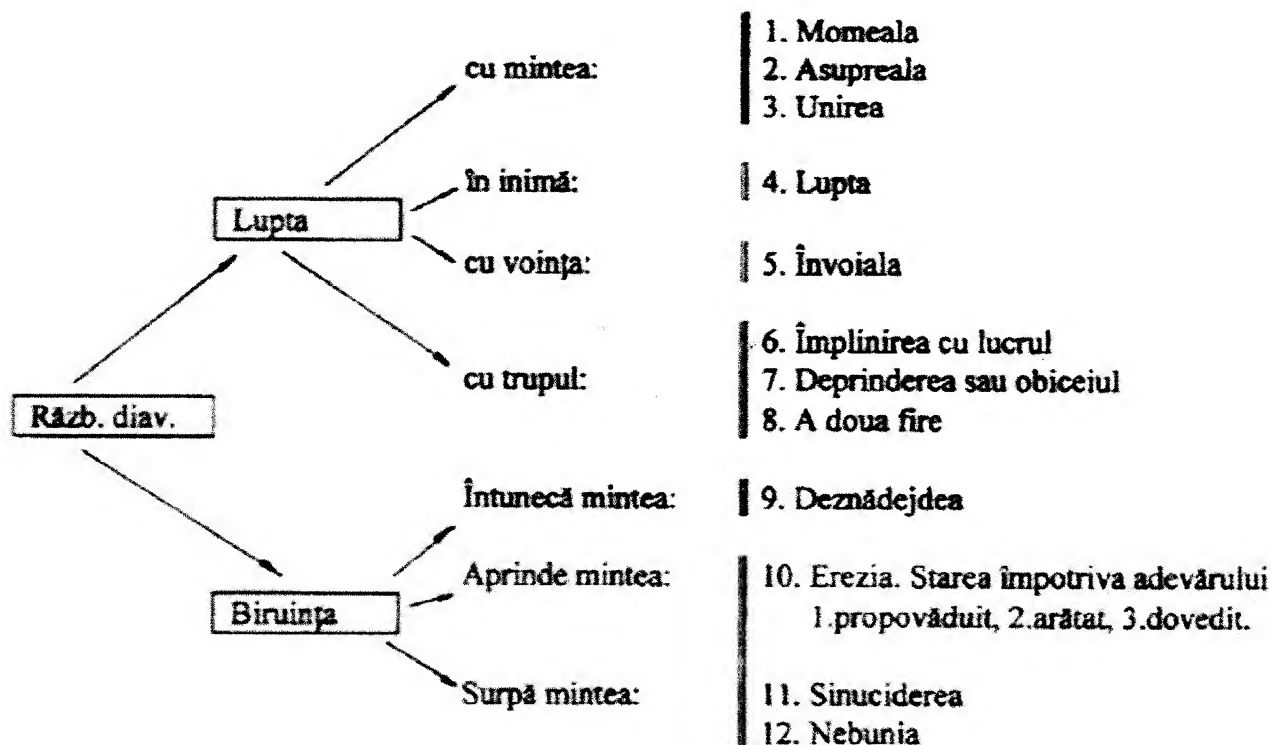 1. Momeala
cu mintea:
2. Asupreala
3. Unirea
în inimă:
4. Lupta
Lupta
cu voința:
5. Învoiala
6. Împlinirea cu lucrul
cu trupul:
7. Deprinderea sau obiceiul
Războ. diav.
8. A doua fire
Întunecă mintea:
9. Deznădejdea
Aprinde mintea:
10. Erezia. Starea împotriva adevărului
Biruința
1.propovăduit, 2.arătat, 3.dovedit.
Surpă mintea:
11. Sinuciderea
12. Nebunia